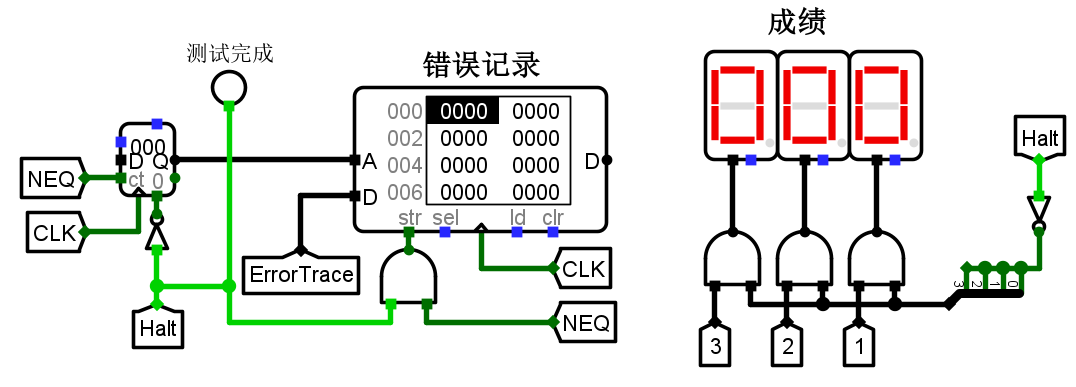 测试完成
错误记录
成绩
000
D Q
ct 0
NEQ
CLK
Halt
000 0000 0000
002 0000 0000
004 0000 0000
006 0000 0000
A
D
D
str sel ld clr
ErrorTrace
CLK
NEQ
000
3
2
1
Halt
3 2 1 0